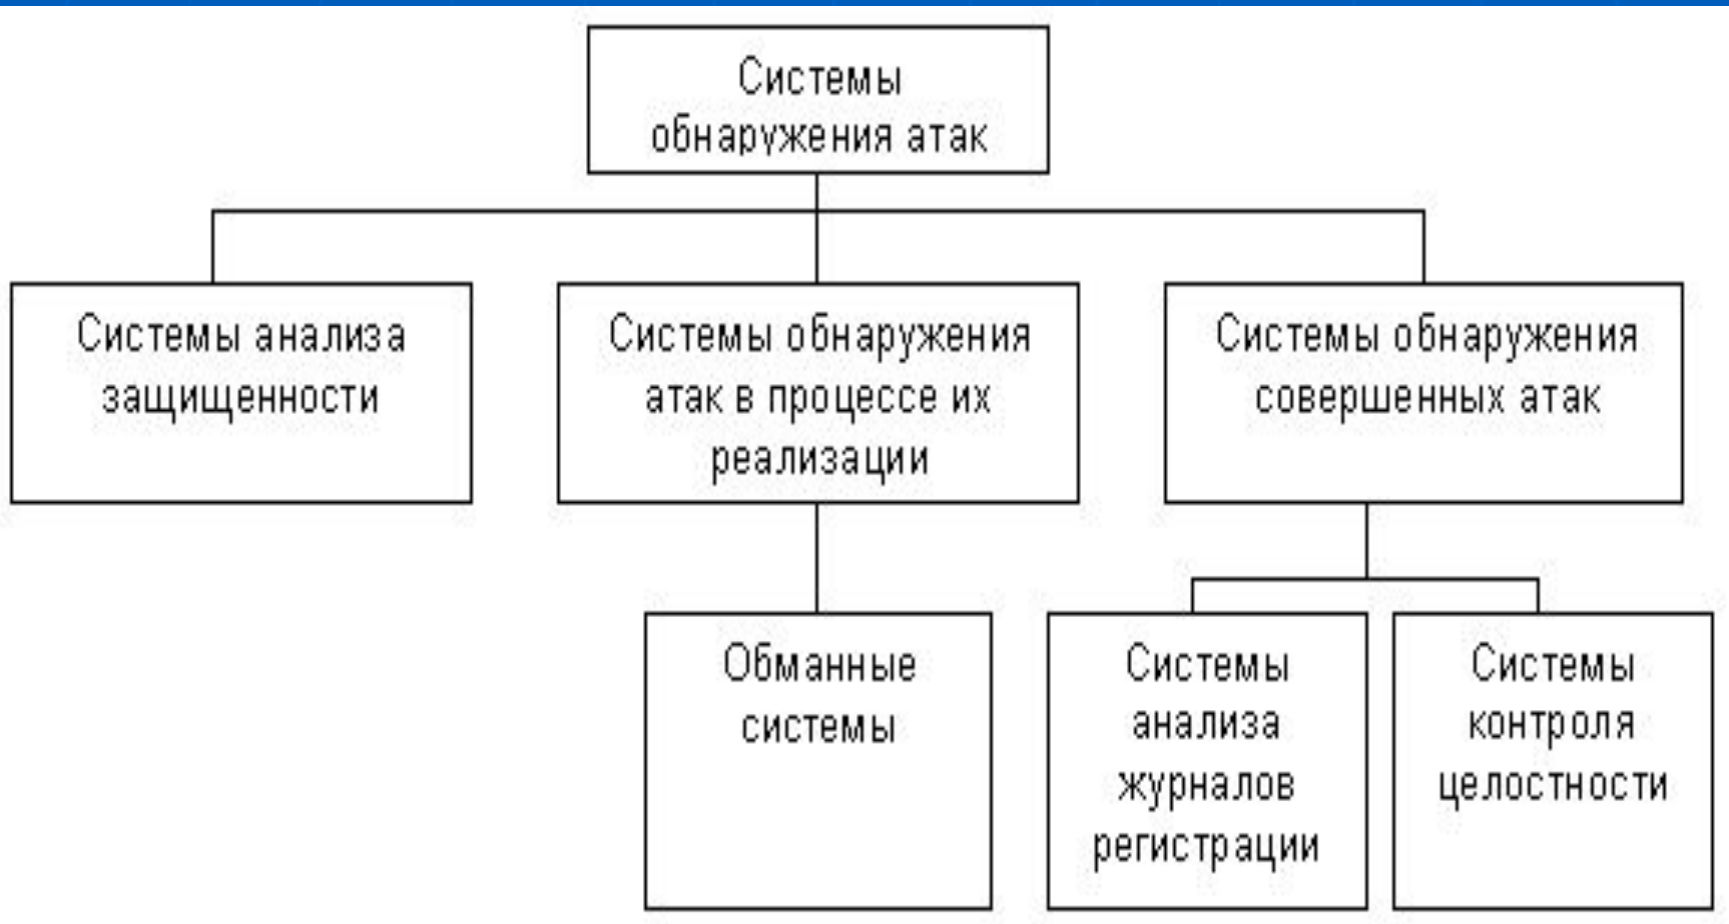 Системы
обнаружения атак
Системы анализа
защищенности
Системы обнаружения
атак в процессе их
реализации
Системы обнаружения
совершенных атак
Обманные
системы
Системы
анализа
журналов
регистрации
Системы
контроля
целостности